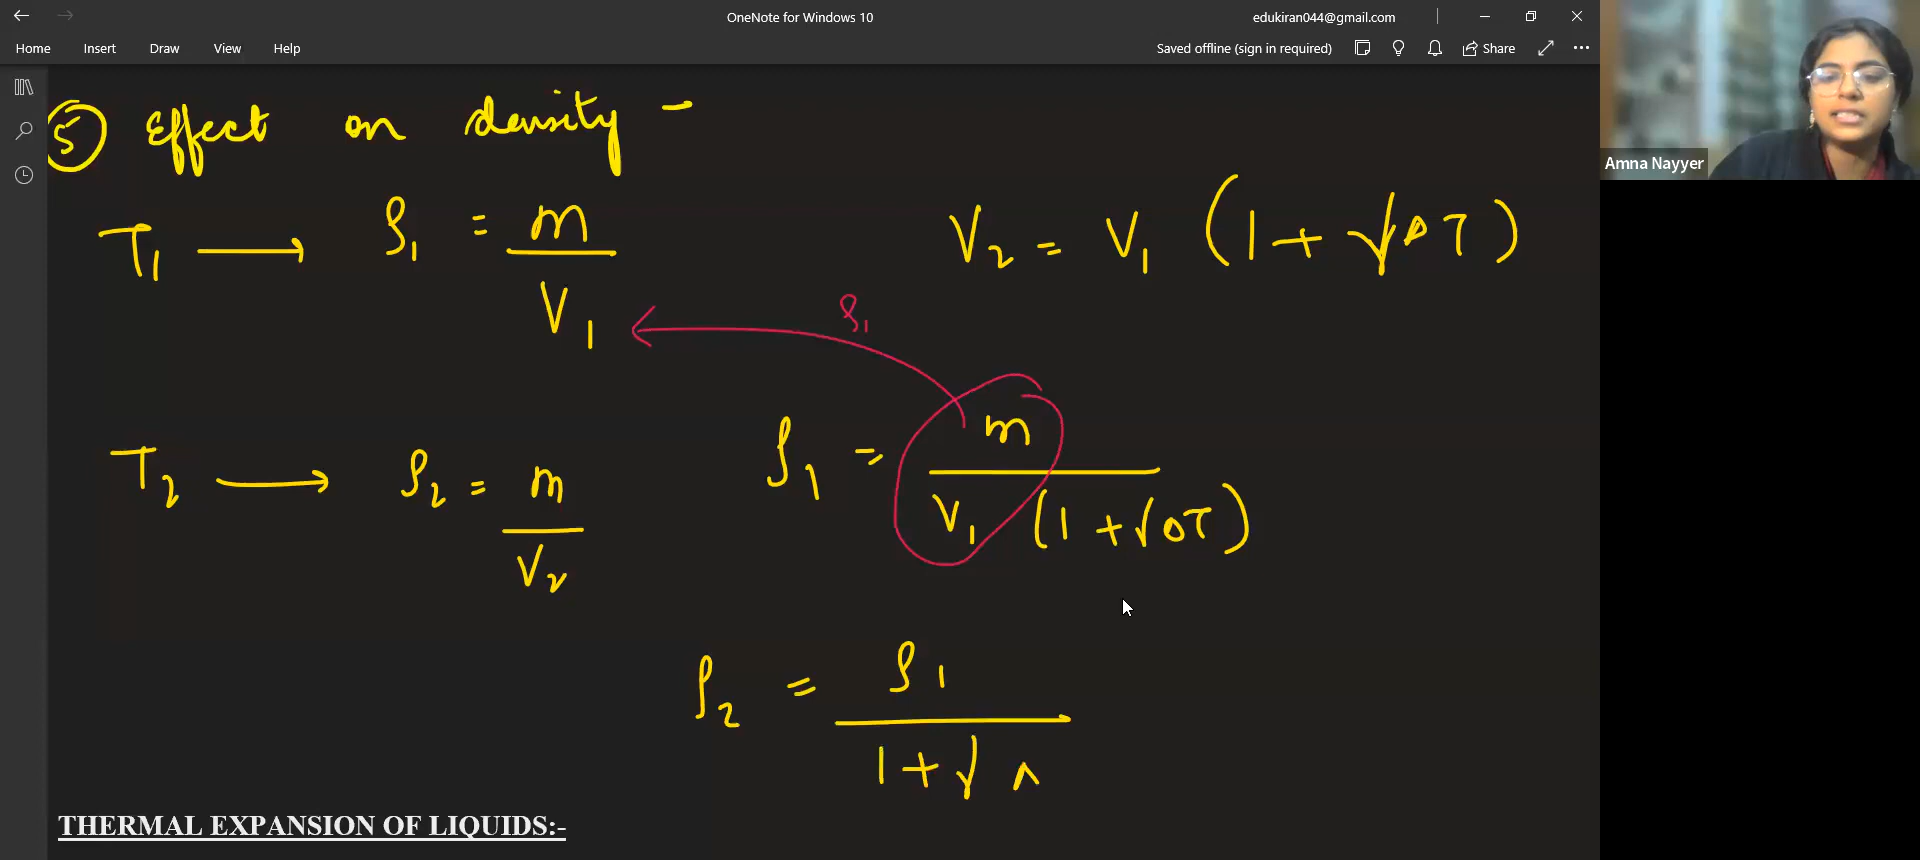 OneNote for Windows 10
edukiran044@gmail.com
Home Insert Draw View Help
Saved offline (sign in required)
Share
Amna Nayyer
⑤ Effect on density -
T₁ ⟶ ρ₁ = m / V₁
V₂ = V₁ (1 + γΔT)
ρ₁
T₂ ⟶ ρ₂ = m / V₂
ρ₁ = m / V₁ (1 + γΔT)
ρ₂ = ρ₁ / 1 + γ
THERMAL EXPANSION OF LIQUIDS:-